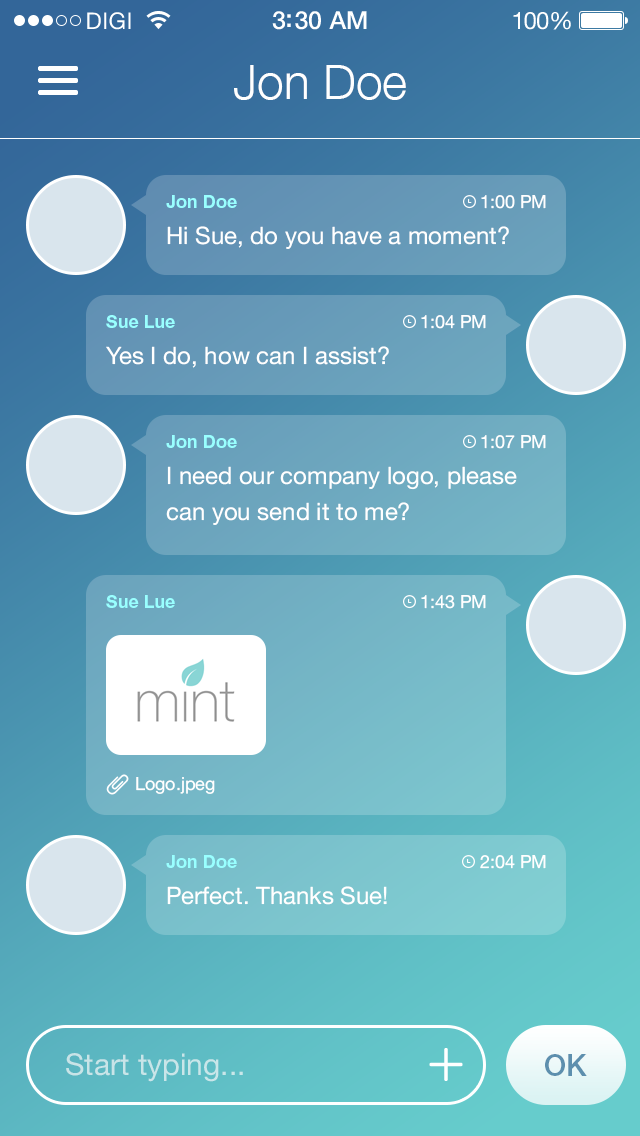 DIGI 3:30 AM 100%
Jon Doe
Jon Doe 1:00 PM
Hi Sue, do you have a moment?
Sue Lue 1:04 PM
Yes I do, how can I assist?
Jon Doe 1:07 PM
I need our company logo, please
can you send it to me?
Sue Lue 1:43 PM
mint
Logo.jpeg
Jon Doe 2:04 PM
Perfect. Thanks Sue!
Start typing... OK